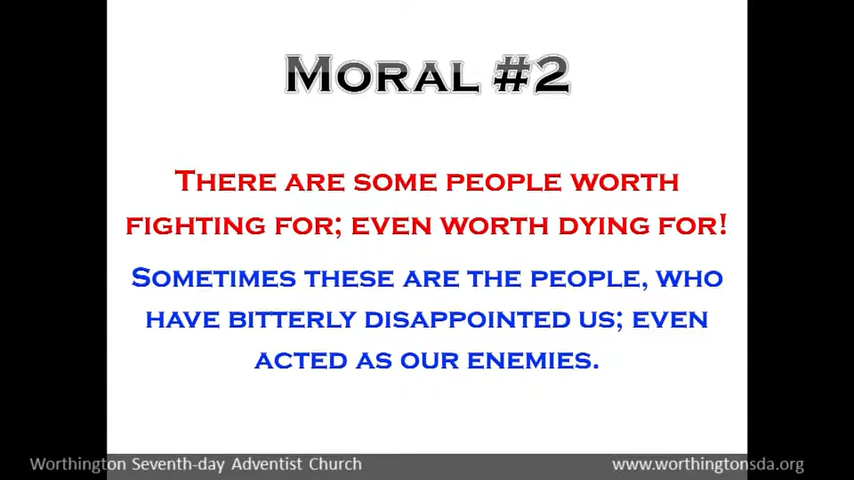 Moral #2
There are some people worth
fighting for; even worth dying for!
Sometimes these are the people, who
have bitterly disappointed us; even
acted as our enemies.
Worthington Seventh-day Adventist Church www.worthingtonsda.org